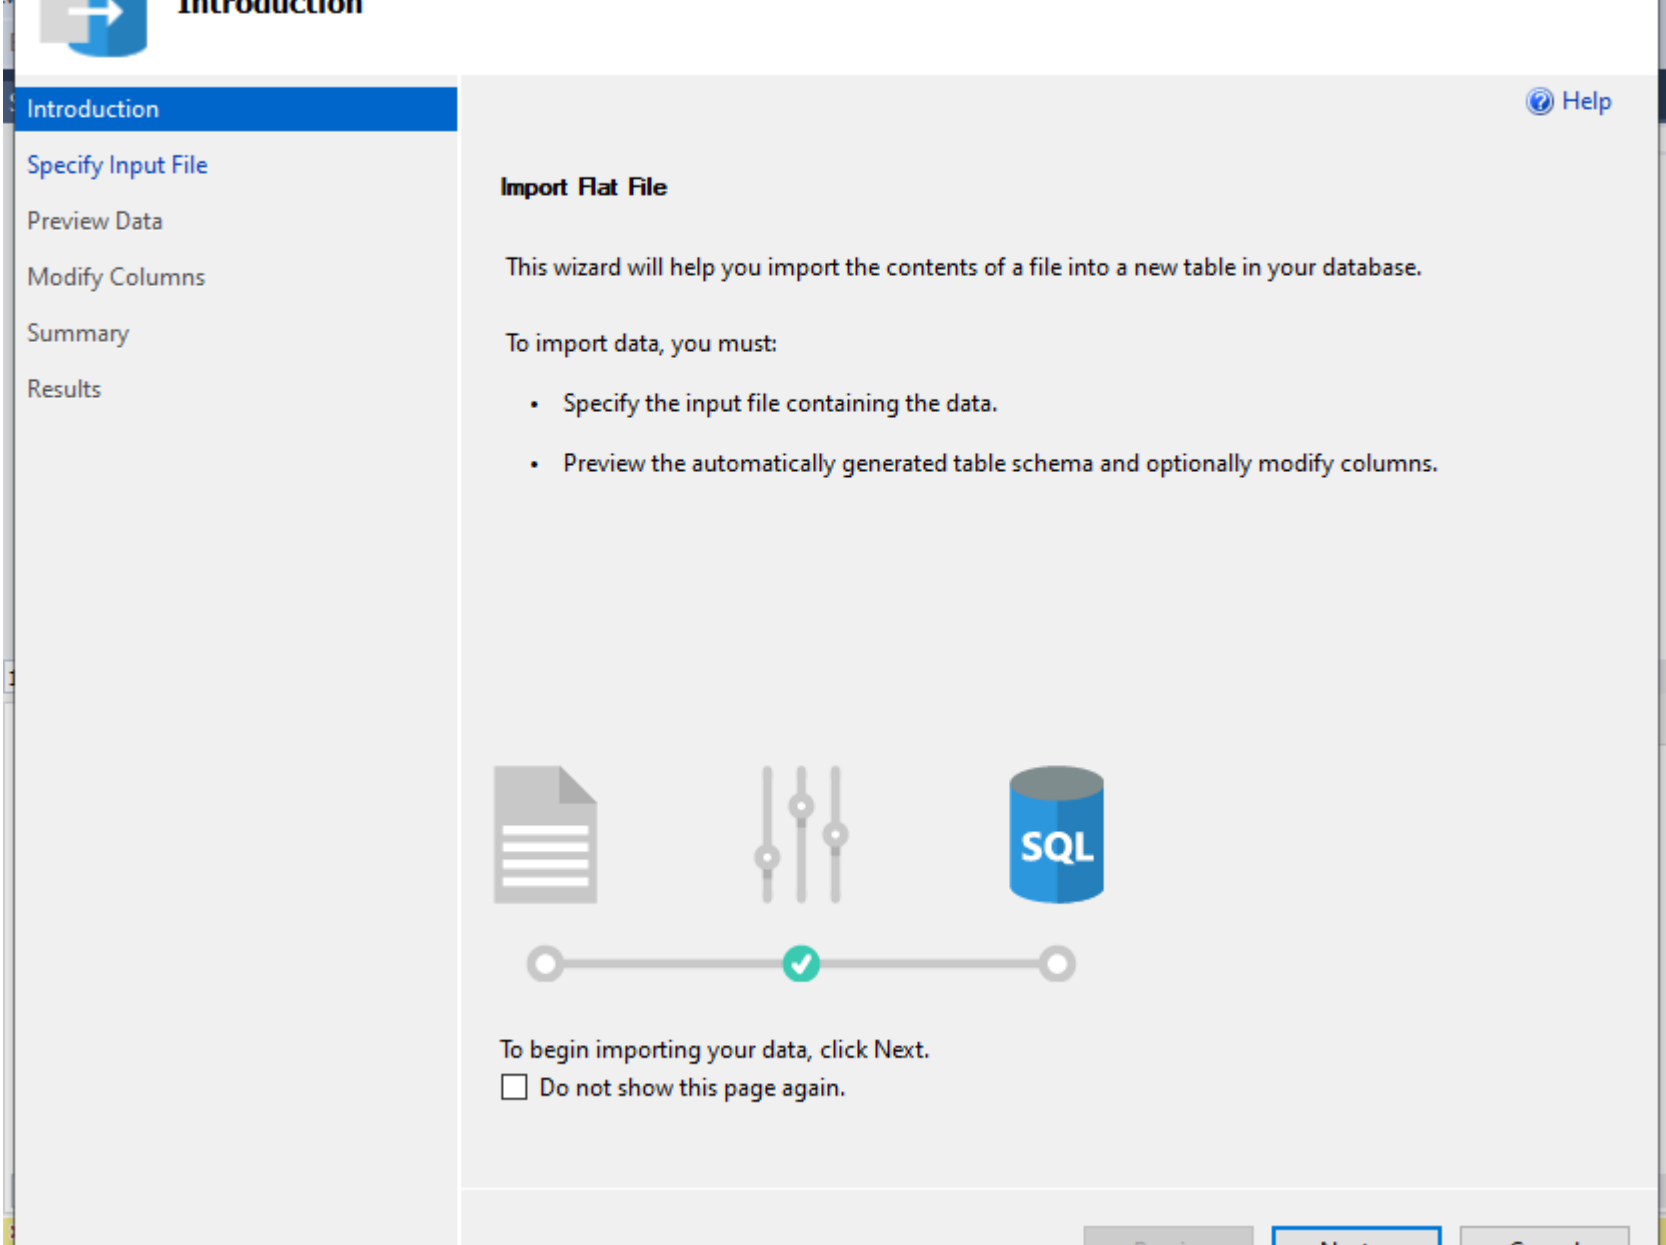 Introduction
Introduction
Help
Specify Input File
Import Flat File
Preview Data
This wizard will help you import the contents of a file into a new table in your database.
Modify Columns
Summary
To import data, you must:
Results
• Specify the input file containing the data.
• Preview the automatically generated table schema and optionally modify columns.
SQL
To begin importing your data, click Next.
Do not show this page again.